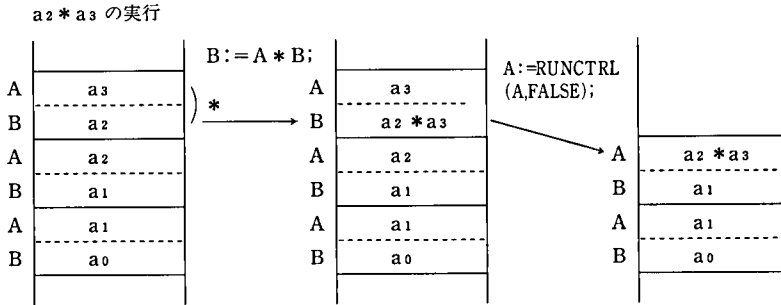 a2*a3 の実行
B:=A*B;
A:=RUNCTRL
(A,FALSE);
A a3
B a2
*
A a2
B a1
A a1
B a0
A a3
B a2*a3
A a2
B a1
A a1
B a0
A a2*a3
B a1
A a1
B a0